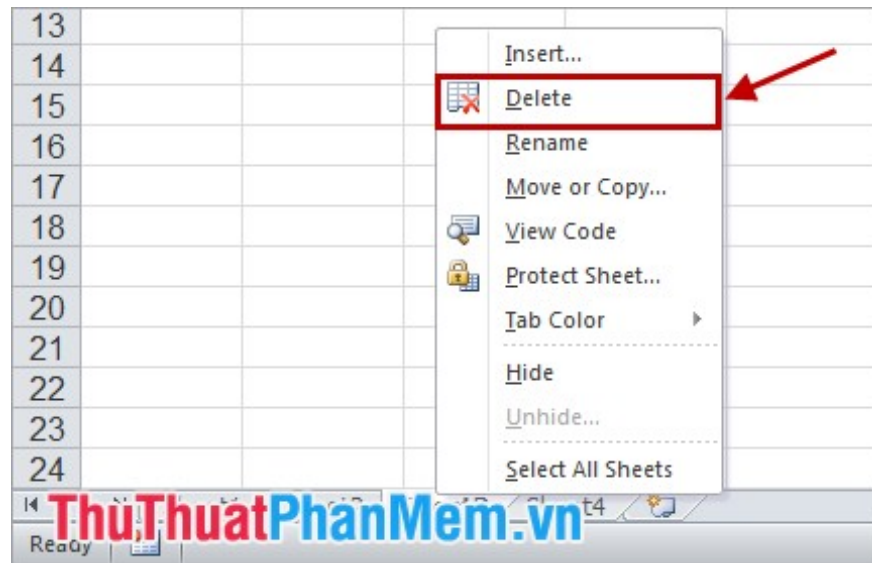 13
Insert...
14
Delete
15
Rename
16
Move or Copy...
17
View Code
18
Protect Sheet...
19
Tab Color
20
21
Hide
22
Unhide...
23
Select All Sheets
24
ThuThuatPhanMem.vn
Ready